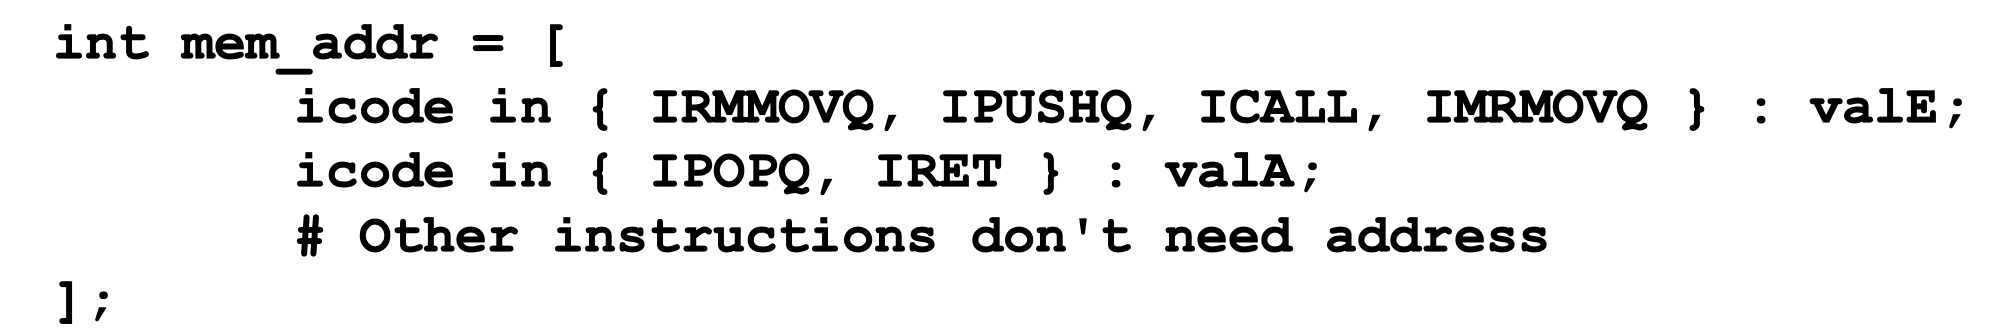 int mem_addr = [
icode in { IRMMOVQ, IPUSHQ, ICALL, IMRMOVQ } : valE;
icode in { IPOPQ, IRET } : valA;
# Other instructions don't need address
];